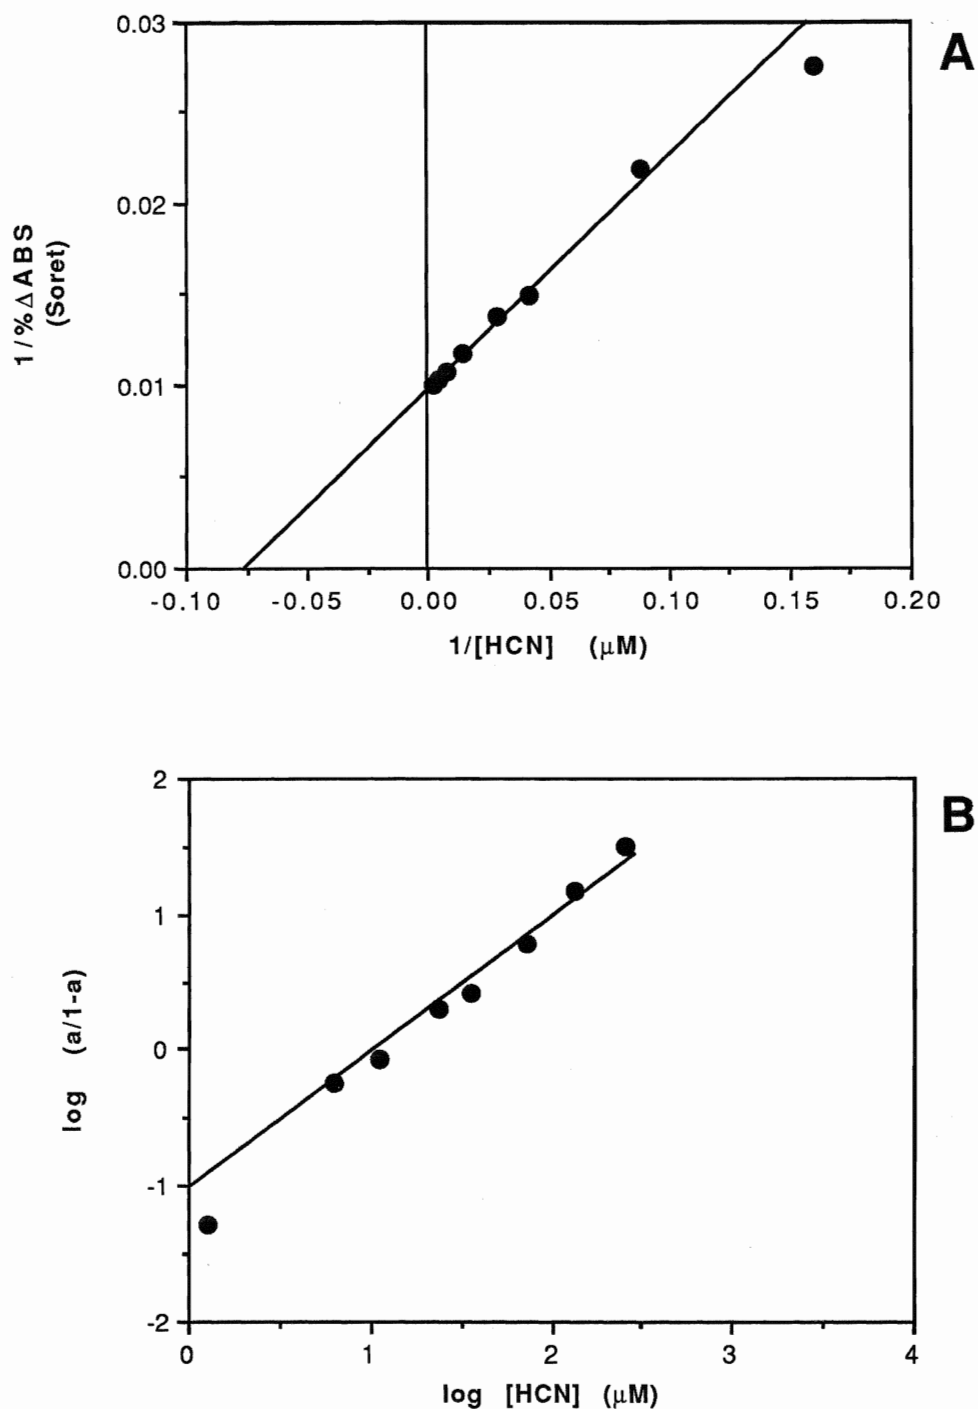 A
0.03
0.02
0.01
0.00
1/%ΔABS
(Soret)
-0.10 -0.05 0.00 0.05 0.10 0.15 0.20
1/[HCN] (μM)
B
2
1
0
-1
-2
log (a/1-a)
0 1 2 3 4
log [HCN] (μM)